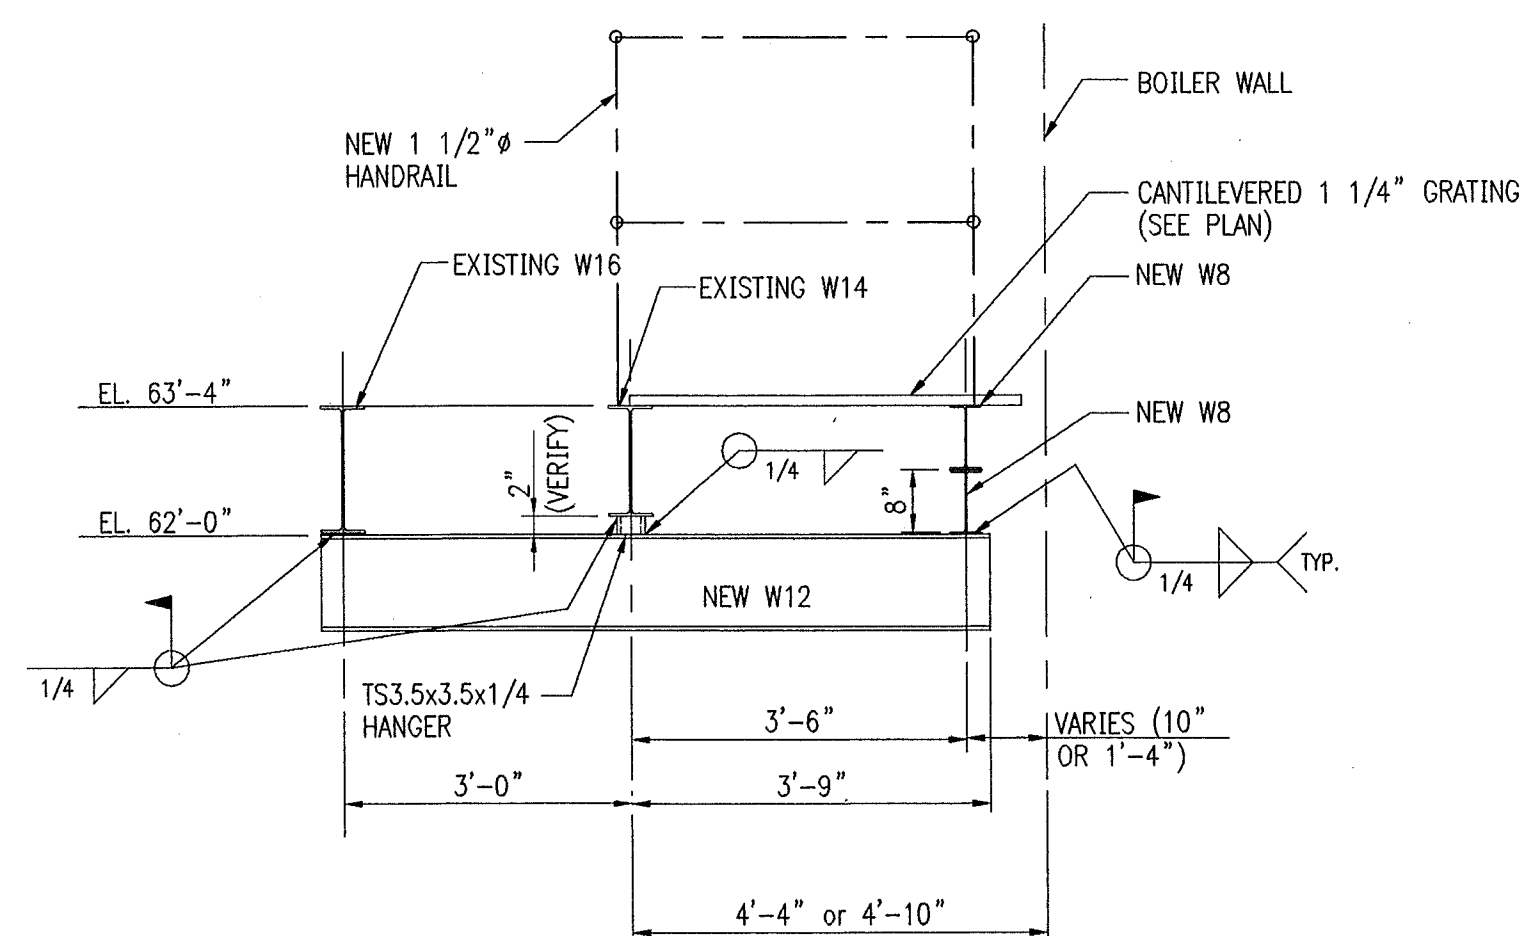 BOILER WALL
NEW 1 1/2"ø
HANDRAIL
CANTILEVERED 1 1/4" GRATING
(SEE PLAN)
EXISTING W16
EXISTING W14
NEW W8
EL. 63'-4"
NEW W8
2"
(VERIFY)
1/4
8"
EL. 62'-0"
1/4
TYP.
NEW W12
1/4
TS3.5x3.5x1/4
HANGER
3'-6"
VARIES (10"
OR 1'-4")
3'-0"
3'-9"
4'-4" or 4'-10"